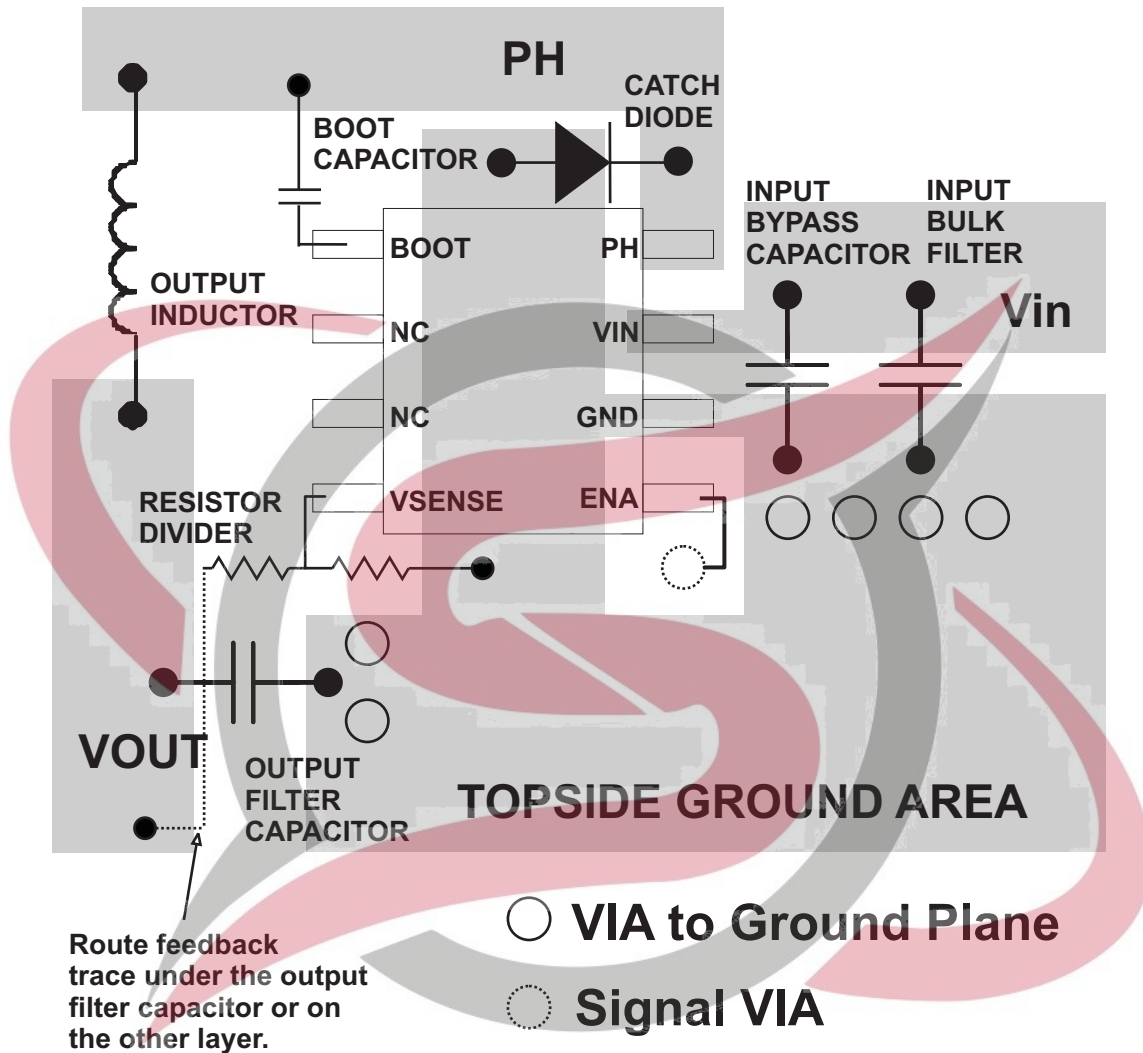 PH
CATCH
DIODE
BOOT
CAPACITOR
INPUT
BYPASS
CAPACITOR
INPUT
BULK
FILTER
BOOT
PH
OUTPUT
INDUCTOR
NC
VIN
Vin
NC
GND
RESISTOR
DIVIDER
VSENSE
ENA
VOUT
OUTPUT
FILTER
CAPACITOR
TOPSIDE GROUND AREA
Route feedback
trace under the output
filter capacitor or on
the other layer.
VIA to Ground Plane
Signal VIA